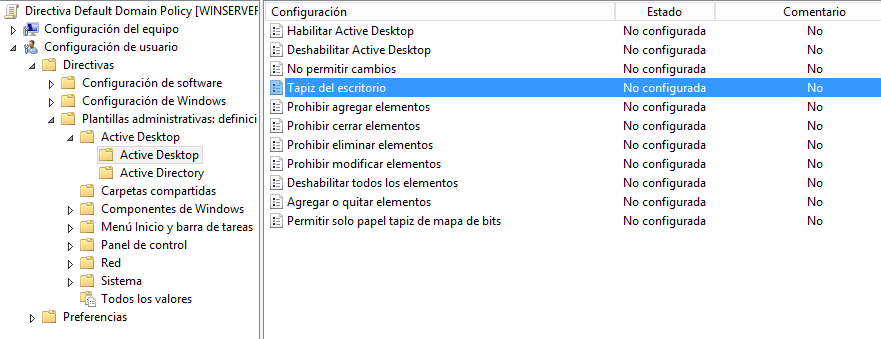 Directiva Default Domain Policy [WINSERVER
Configuración del equipo
Configuración de usuario
Directivas
Configuración de software
Configuración de Windows
Plantillas administrativas: definici
Active Desktop
Active Desktop
Active Directory
Carpetas compartidas
Componentes de Windows
Menú Inicio y barra de tareas
Panel de control
Red
Sistema
Todos los valores
Preferencias
Configuración Estado Comentario
Habilitar Active Desktop No configurada No
Deshabilitar Active Desktop No configurada No
No permitir cambios No configurada No
Tapiz del escritorio No configurada No
Prohibir agregar elementos No configurada No
Prohibir cerrar elementos No configurada No
Prohibir eliminar elementos No configurada No
Prohibir modificar elementos No configurada No
Deshabilitar todos los elementos No configurada No
Agregar o quitar elementos No configurada No
Permitir solo papel tapiz de mapa de bits No configurada No